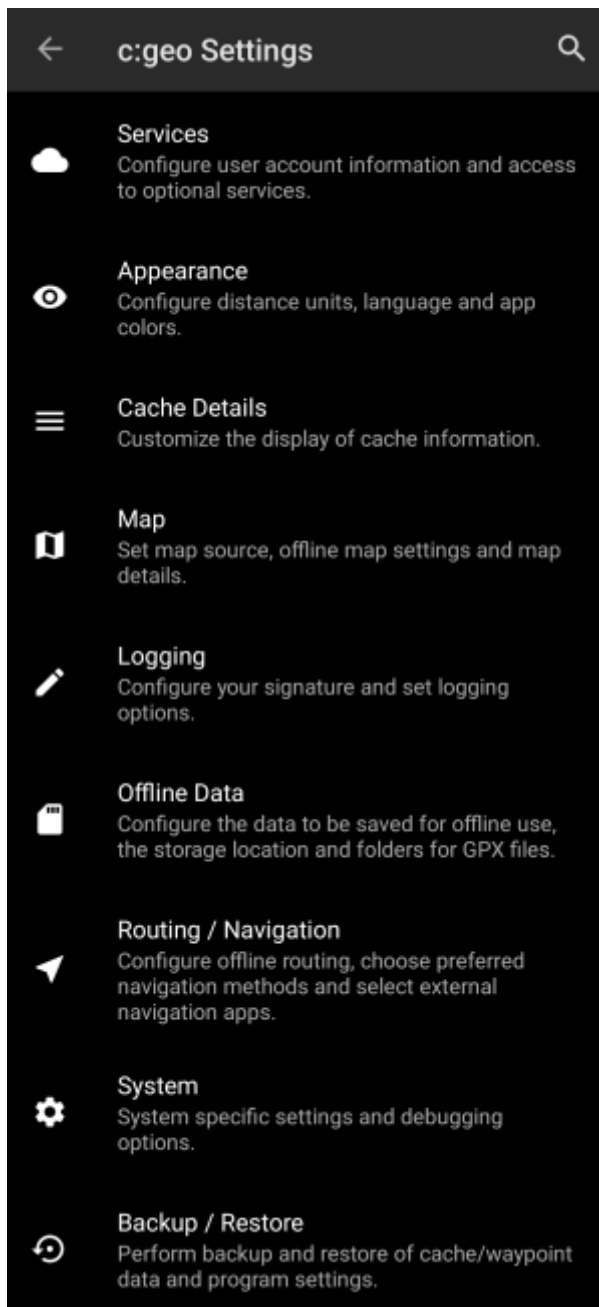 c:geo Settings
Services
Configure user account information and access
to optional services.
Appearance
Configure distance units, language and app
colors.
Cache Details
Customize the display of cache information.
Map
Set map source, offline map settings and map
details.
Logging
Configure your signature and set logging
options.
Offline Data
Configure the data to be saved for offline use,
the storage location and folders for GPX files.
Routing / Navigation
Configure offline routing, choose preferred
navigation methods and select external
navigation apps.
System
System specific settings and debugging
options.
Backup / Restore
Perform backup and restore of cache/waypoint
data and program settings.